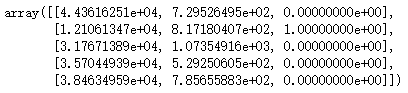 array([[4.43616251e+04, 7.29526495e+02, 0.00000000e+00],
[1.21061347e+04, 8.17180407e+02, 1.00000000e+00],
[3.17671389e+04, 1.07354916e+03, 0.00000000e+00],
[3.57044939e+04, 5.29250605e+02, 0.00000000e+00],
[3.84634959e+04, 7.85655883e+02, 0.00000000e+00]])